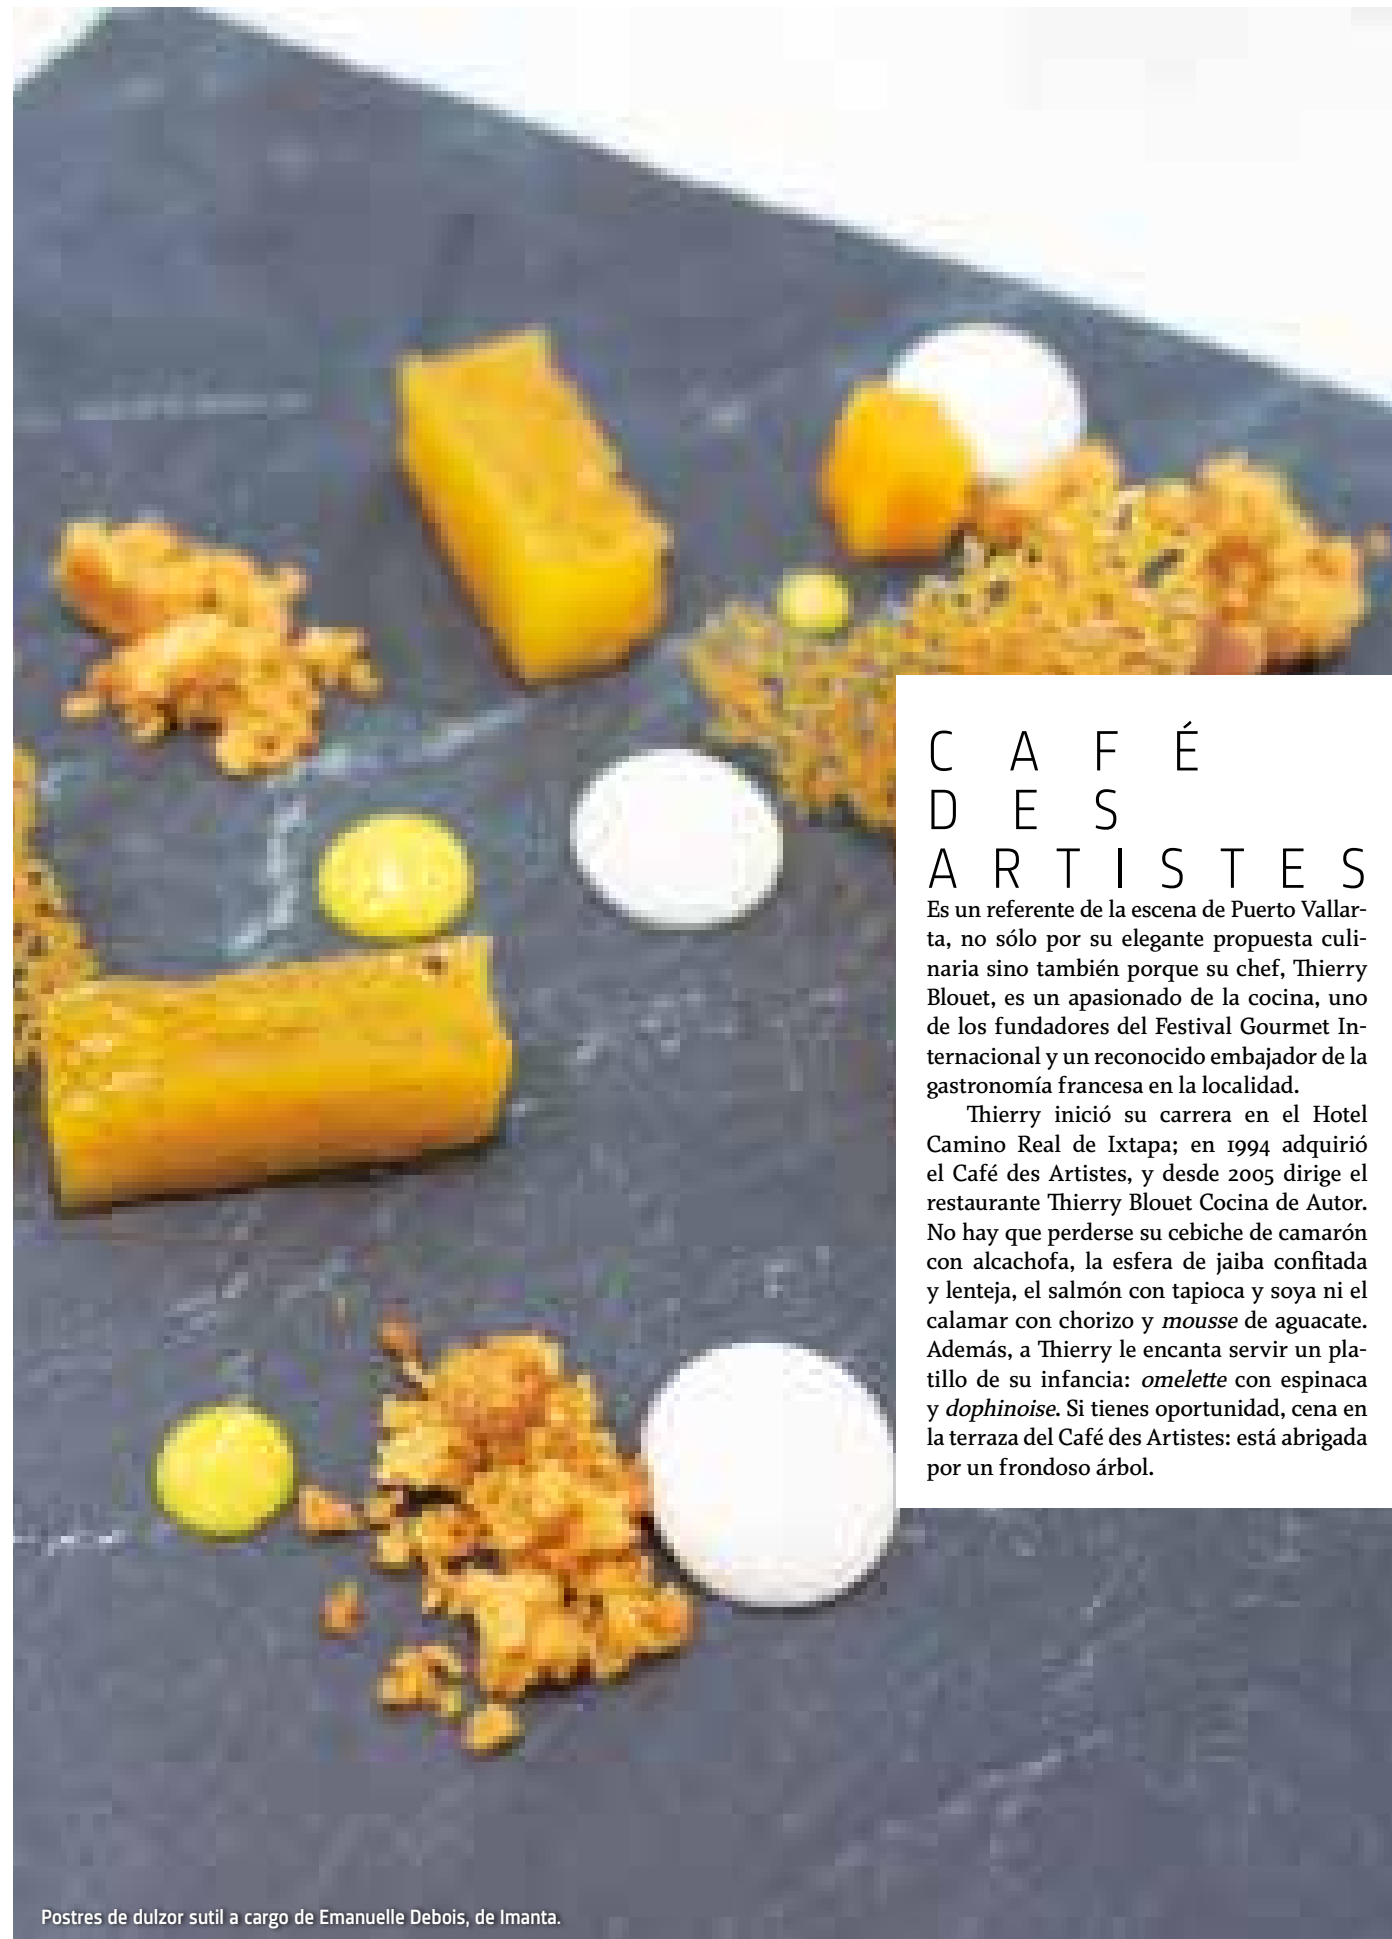 CAFÉ
DES
ARTISTES
Es un referente de la escena de Puerto Vallar-
ta, no sólo por su elegante propuesta culi-
naria sino también porque su chef, Thierry
Blouet, es un apasionado de la cocina, uno
de los fundadores del Festival Gourmet In-
ternacional y un reconocido embajador de la
gastronomía francesa en la localidad.
Thierry inició su carrera en el Hotel
Camino Real de Ixtapa; en 1994 adquirió
el Café des Artistes, y desde 2005 dirige el
restaurante Thierry Blouet Cocina de Autor.
No hay que perderse su cebiche de camarón
con alcachofa, la esfera de jaiba confitada
y lenteja, el salmón con tapioca y soya ni el
calamar con chorizo y mousse de aguacate.
Además, a Thierry le encanta servir un pla-
tillo de su infancia: omelette con espinaca
y dophinoise. Si tienes oportunidad, cena en
la terraza del Café des Artistes: está abrigada
por un frondoso árbol.
Postres de dulzor sutil a cargo de Emanuelle Debois, de Imanta.